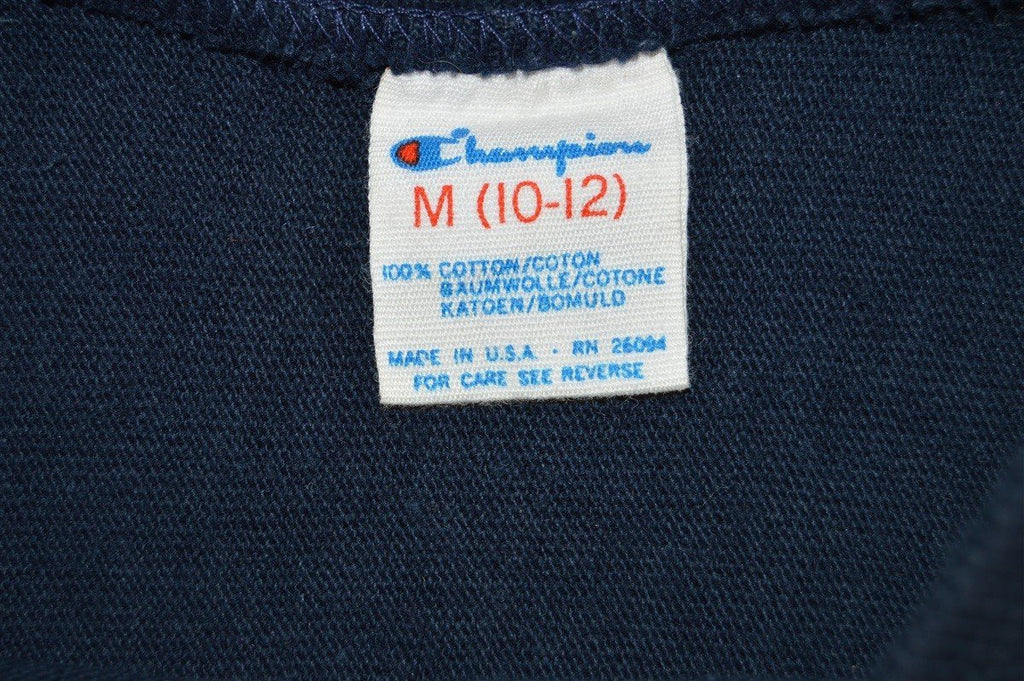 Champion
M (10-12)
100% COTTON/COTON
BAUMWOLLE/COTONE
KATOEN/BOMULD
MADE IN U.S.A. · RN 26094
FOR CARE SEE REVERSE